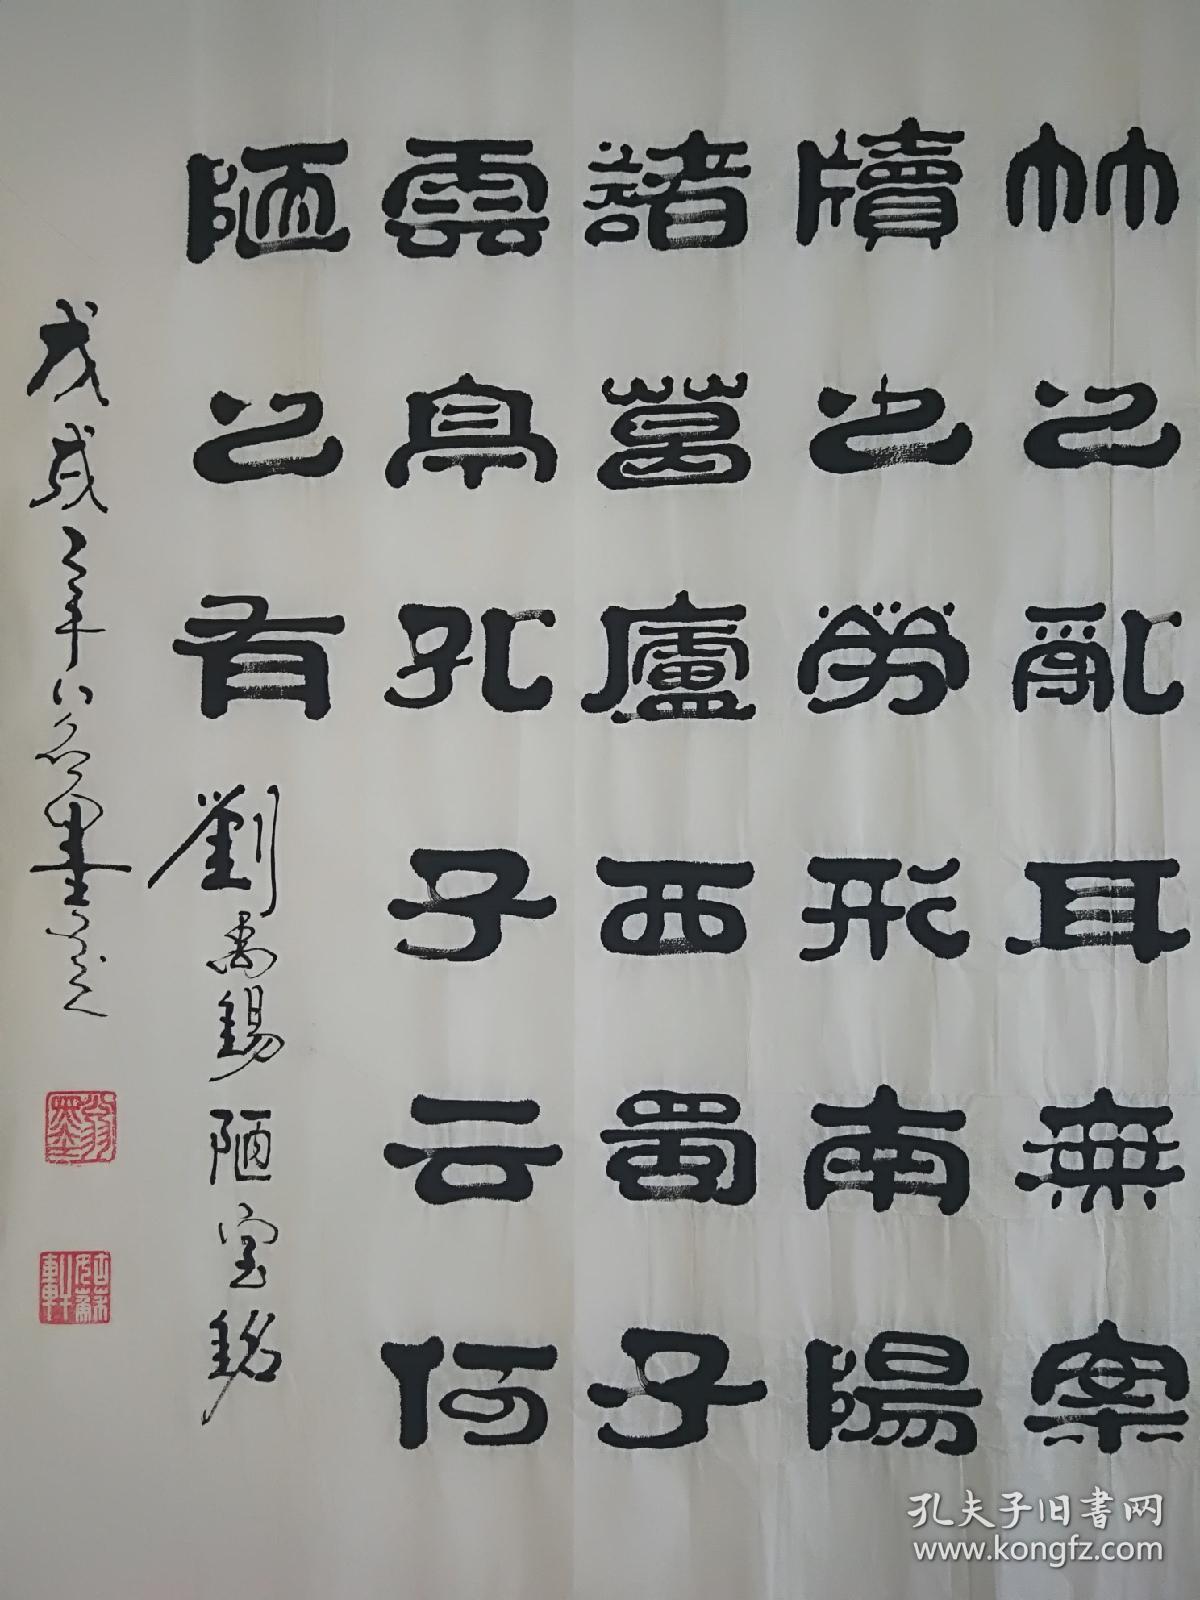 竹之亂耳無案
牘之勞形南陽
諸葛廬西蜀子
雲亭孔子云何
陋之有
劉禹錫陋室銘
戊戌之年
孔夫子旧书网
www.kongfz.com